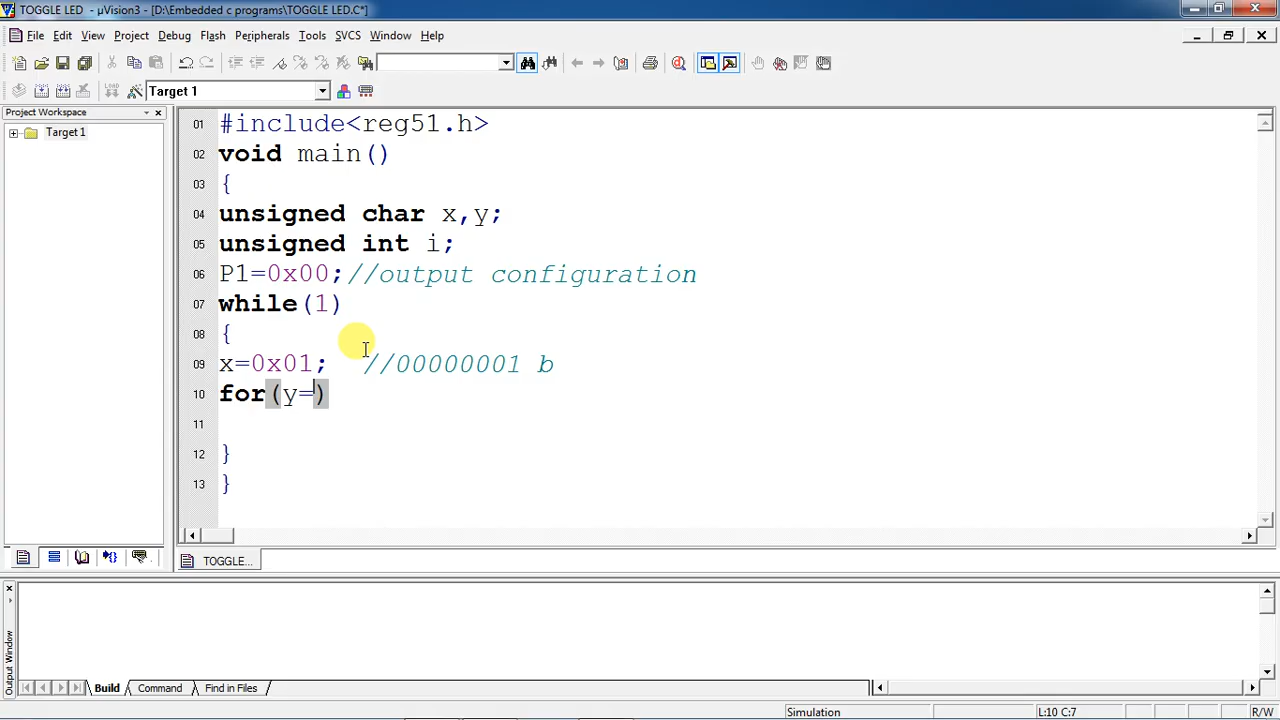 TOGGLE LED - µVision3 - [D:\Embedded c programs\TOGGLE LED.C*]
File Edit View Project Debug Flash Peripherals Tools SVCS Window Help
LOAD Target 1
Project Workspace
Target 1
01 #include<reg51.h>
02 void main()
03 {
04 unsigned char x,y;
05 unsigned int i;
06 P1=0x00;//output configuration
07 while(1)
08 {
09 x=0x01; //00000001 b
10 for(y=)
11
12 }
13 }
TOGGLE...
Output Window
Build Command Find in Files
Simulation L:10 C:7 R/W